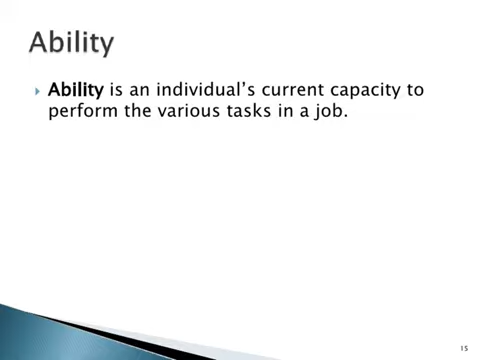 Ability
Ability is an individual’s current capacity to
perform the various tasks in a job.
15